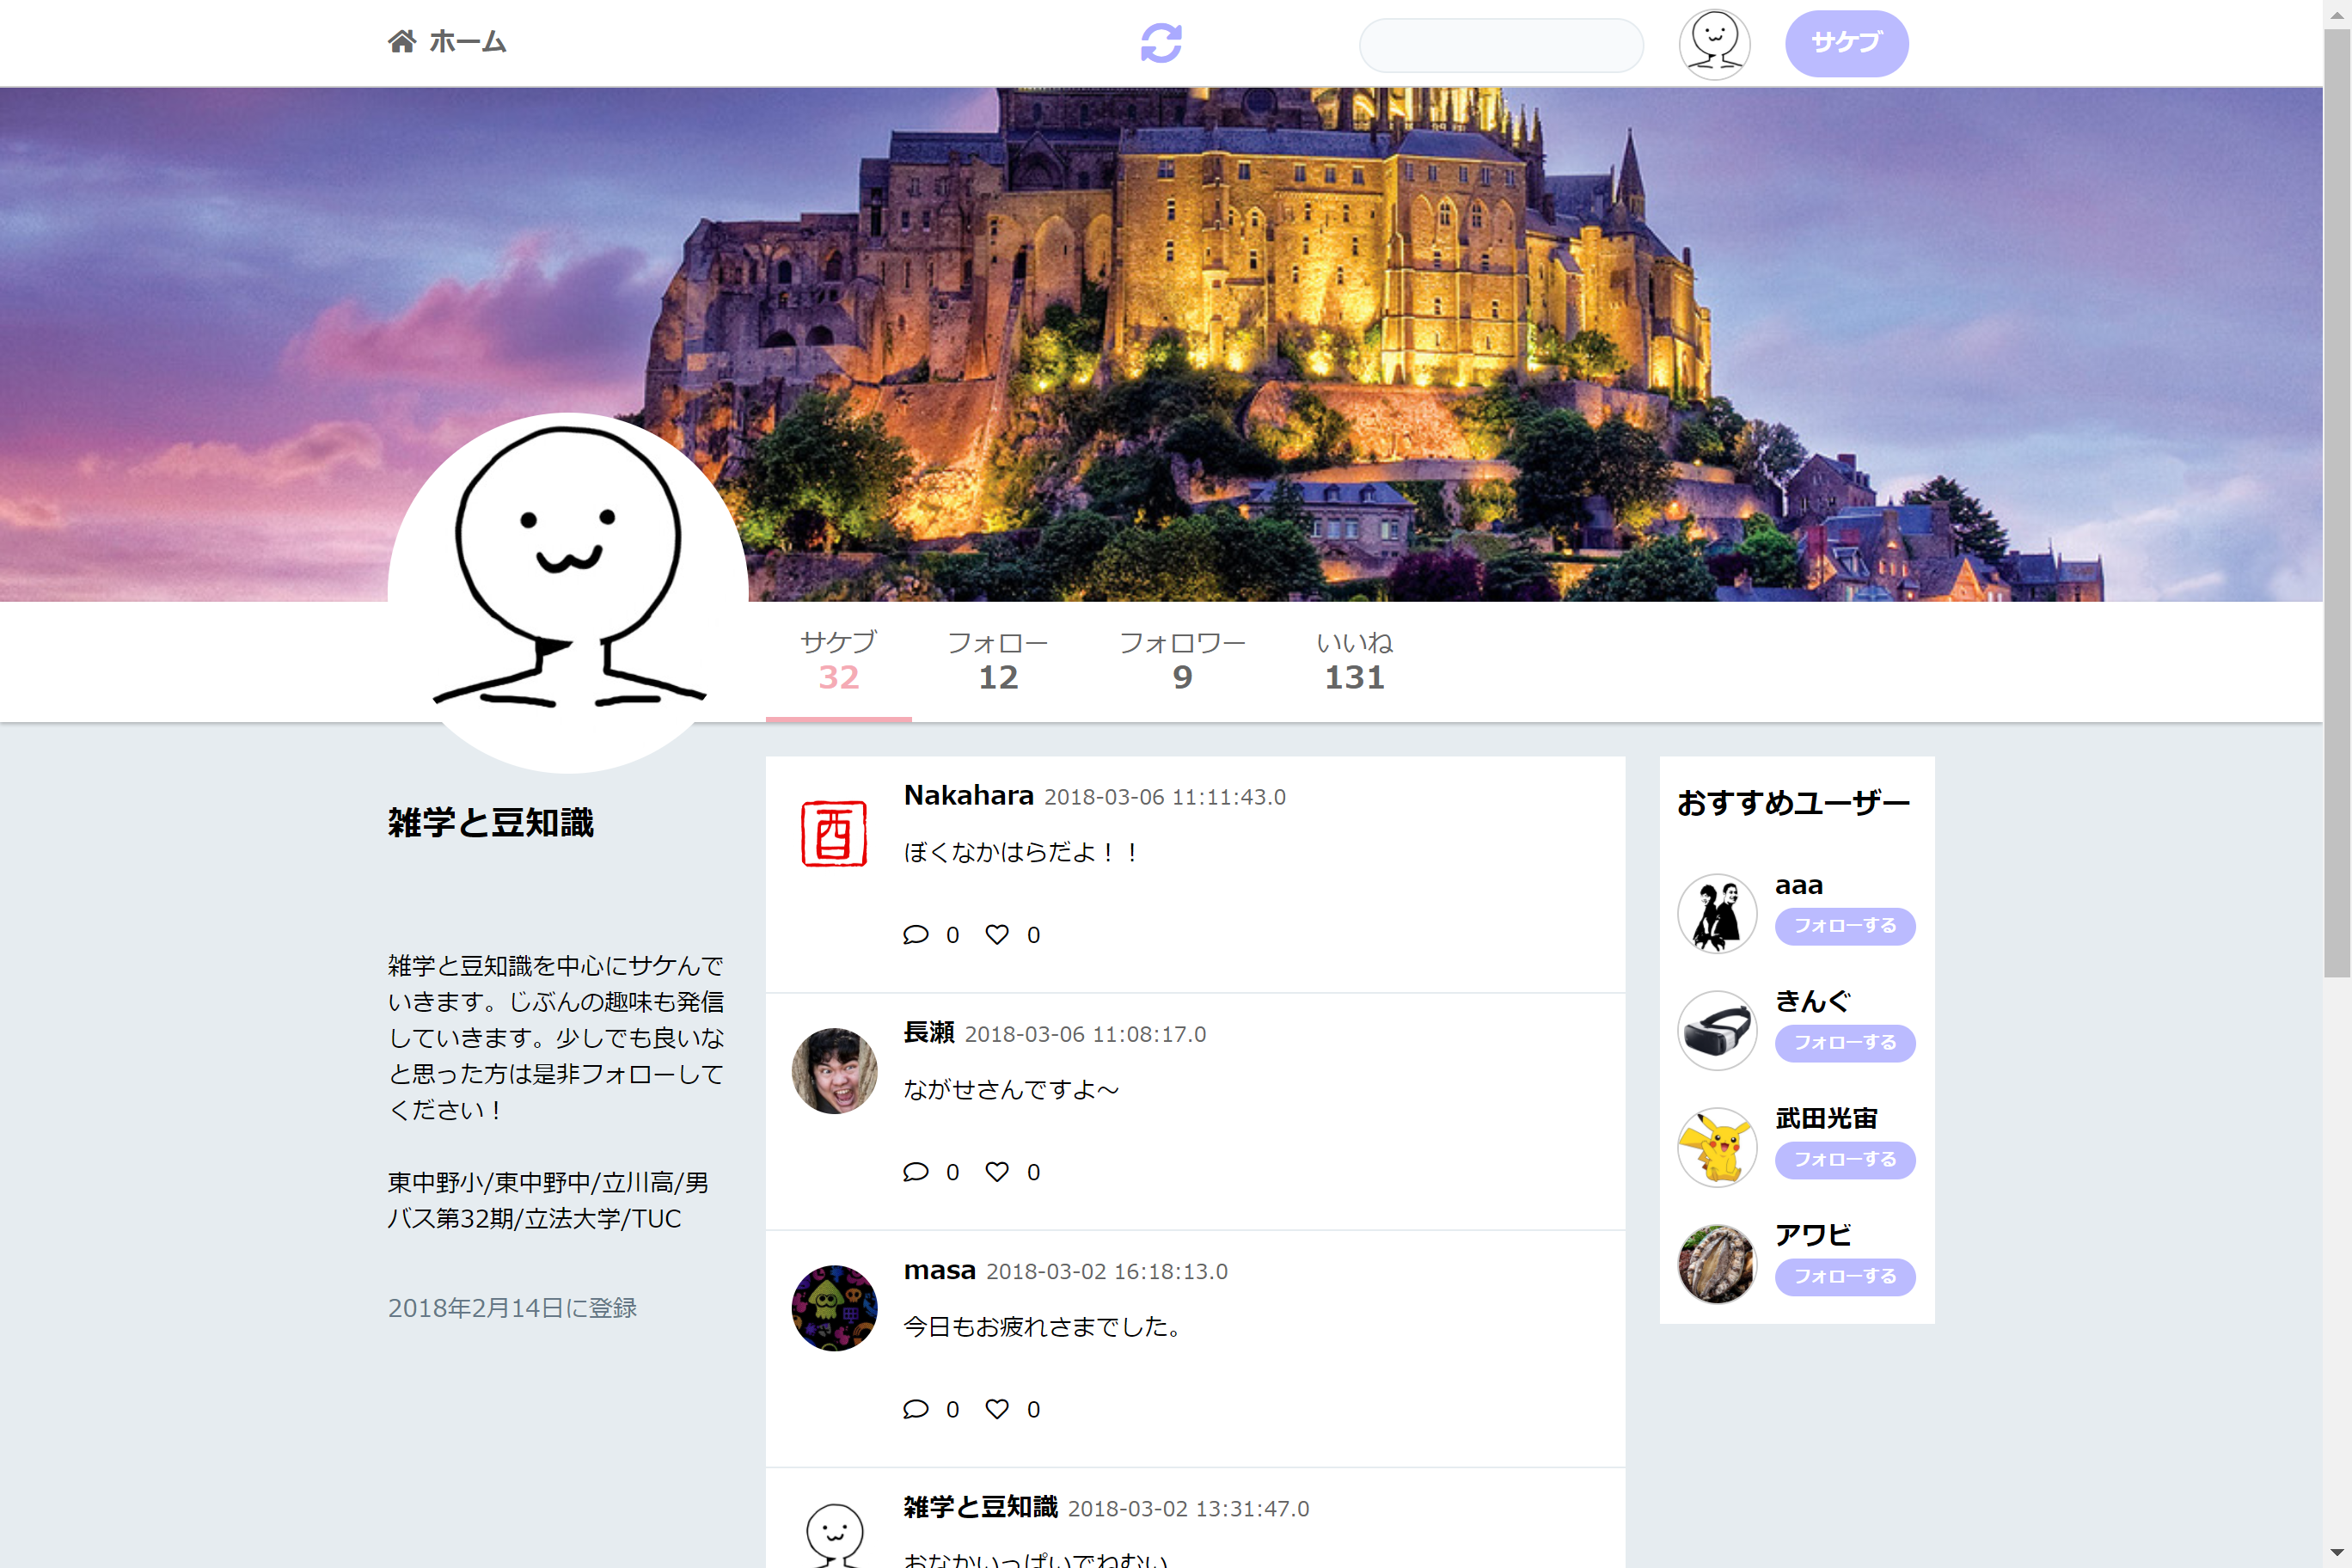 ホーム
サケブ
サケブ フォロー フォロワー いいね
32 12 9 131
雑学と豆知識
雑学と豆知識を中心にサケんで
いきます。じぶんの趣味も発信
していきます。少しでも良いな
と思った方は是非フォローして
ください！
東中野小/東中野中/立川高/男
バス第32期/立法大学/TUC
2018年2月14日に登録
酉
Nakahara 2018-03-06 11:11:43.0
ぼくなかはらだよ！！
0 0
長瀬 2018-03-06 11:08:17.0
ながせさんですよ～
0 0
masa 2018-03-02 16:18:13.0
今日もお疲れさまでした。
0 0
雑学と豆知識 2018-03-02 13:31:47.0
おなかいっぱいでねむい
おすすめユーザー
aaa
フォローする
きんぐ
フォローする
武田光宙
フォローする
アワビ
フォローする